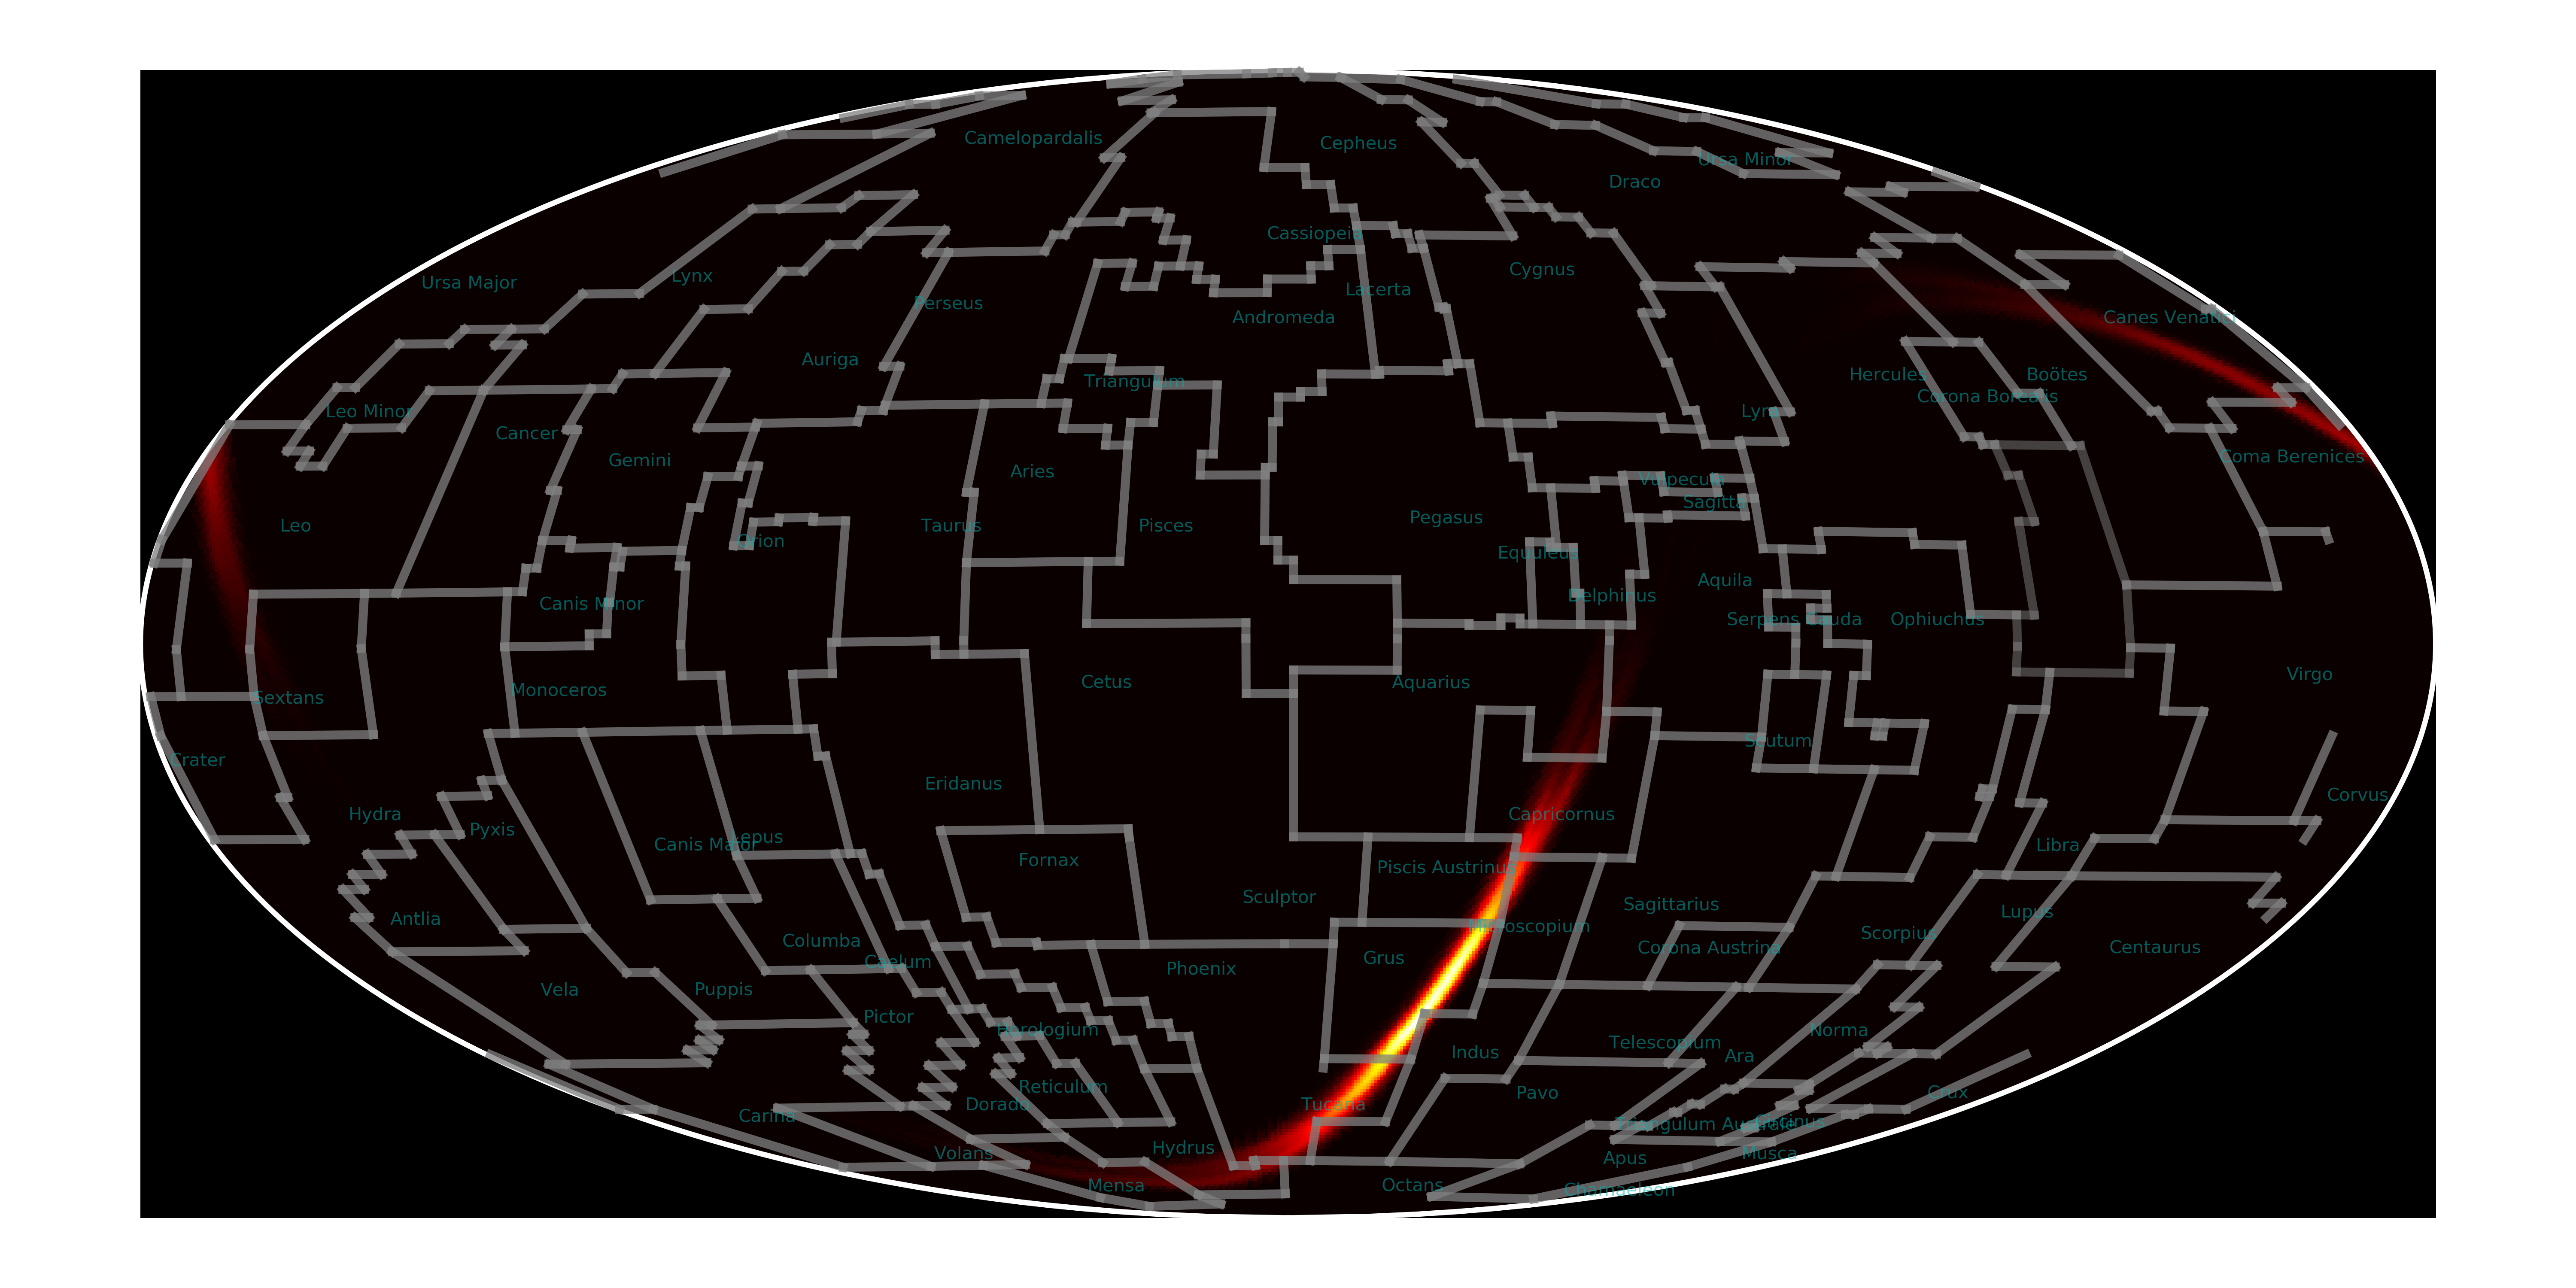 Camelopardalis
Cepheus
Ursa Minor
Draco
Cassiopeia
Cygnus
Lynx
Ursa Major
Lacerta
Perseus
Andromeda
Canes Venatici
Auriga
Hercules
Boötes
Triangulum
Corona Borealis
Leo Minor
Lyra
Cancer
Coma Berenices
Gemini
Aries
Vulpecula
Sagitta
Pegasus
Leo
Taurus
Pisces
Orion
Equuleus
Aquila
Delphinus
Canis Minor
Serpens Cauda
Ophiuchus
Virgo
Cetus
Aquarius
Monoceros
Sextans
Scutum
Crater
Eridanus
Corvus
Hydra
Capricornus
Pyxis
Lepus
Canis Major
Libra
Fornax
Piscis Austrinus
Sculptor
Sagittarius
Lupus
Antlia
Microscopium
Scorpius
Columba
Corona Austrina
Centaurus
Grus
Caelum
Phoenix
Vela
Puppis
Pictor
Horologium
Norma
Telescopium
Indus
Ara
Reticulum
Pavo
Crux
Dorado
Tucana
Carina
Circinus
Triangulum Australe
Hydrus
Volans
Musca
Apus
Mensa
Octans
Chamaeleon